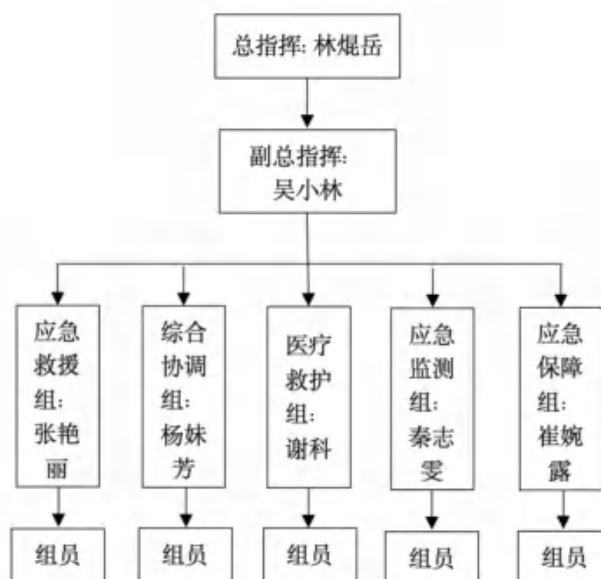 总指挥：林焜岳
副总指挥：
吴小林
应急
救援
组：
张艳
丽
综合
协调
组：
杨妹
芳
医疗
救护
组：
谢科
应急
监测
组：
秦志
雯
应急
保障
组：
崔婉
露
组员
组员
组员
组员
组员